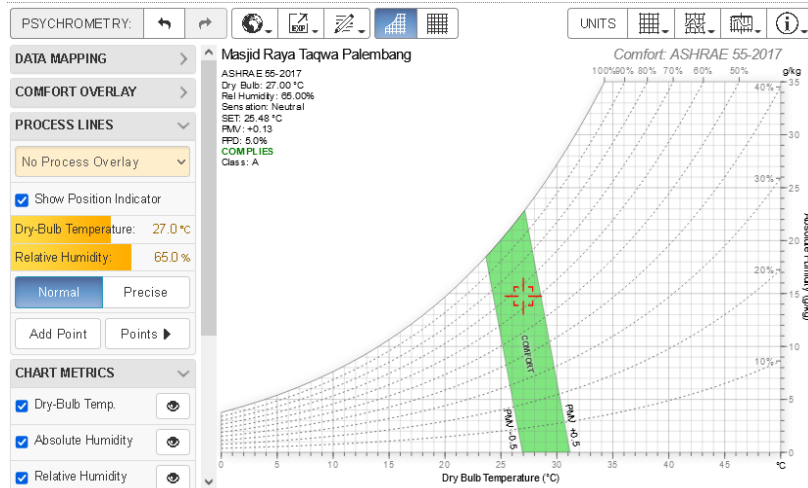 PSYCHROMETRY:
EXP
UNITS
DATA MAPPING
COMFORT OVERLAY
PROCESS LINES
No Process Overlay
Show Position Indicator
Dry-Bulb Temperature: 27.0 °C
Relative Humidity: 65.0 %
Normal Precise
Add Point Points
CHART METRICS
Dry-Bulb Temp.
Absolute Humidity
Relative Humidity
Masjid Raya Taqwa Palembang
ASHRAE 55-2017
Dry Bulb: 27.00 °C
Rel Humidity: 65.00%
Sensation: Neutral
SET: 25.48 °C
PMV: +0.13
PPD: 5.0%
COMPLIES
Class: A
Comfort: ASHRAE 55-2017
100% 90% 80% 70% 60% 50% g/kg
40%
35
30
30%
25
20
20%
15
10
10%
5
0
COMFORT
PMV -0.5
PMV +0.5
0 5 10 15 20 25 30 35 40 45 °C
Dry Bulb Temperature (°C)